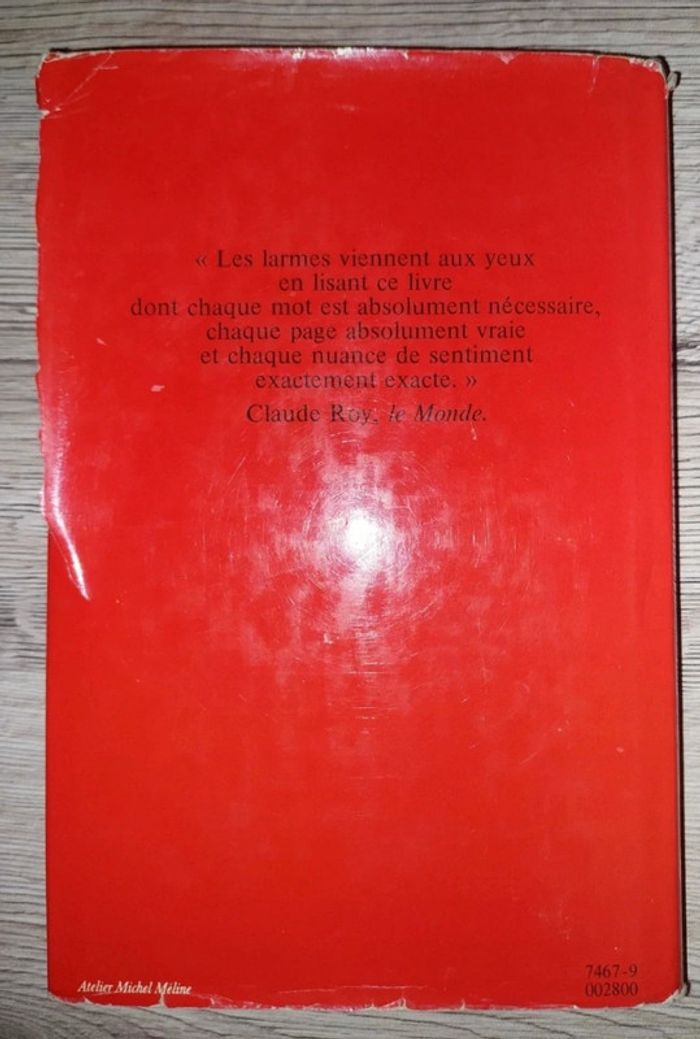 « Les larmes viennent aux yeux
en lisant ce livre
dont chaque mot est absolument nécessaire,
chaque page absolument vraie
et chaque nuance de sentiment
exactement exacte. »
Claude Roy, le Monde.
Atelier Michel Méline
7467-9
002800